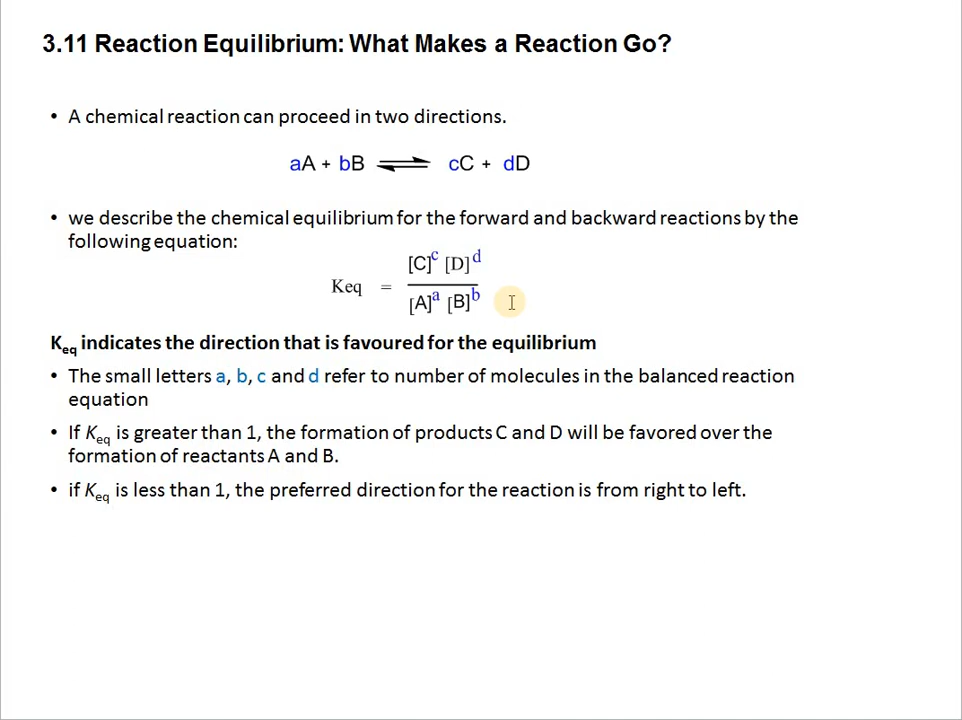 3.11 Reaction Equilibrium: What Makes a Reaction Go?
• A chemical reaction can proceed in two directions.
aA + bB ⇌ cC + dD
• we describe the chemical equilibrium for the forward and backward reactions by the
following equation:
[C]ᶜ [D]ᵈ
Keq =
[A]ᵃ [B]ᵇ
Keq indicates the direction that is favoured for the equilibrium
• The small letters a, b, c and d refer to number of molecules in the balanced reaction
equation
• If Keq is greater than 1, the formation of products C and D will be favored over the
formation of reactants A and B.
• if Keq is less than 1, the preferred direction for the reaction is from right to left.